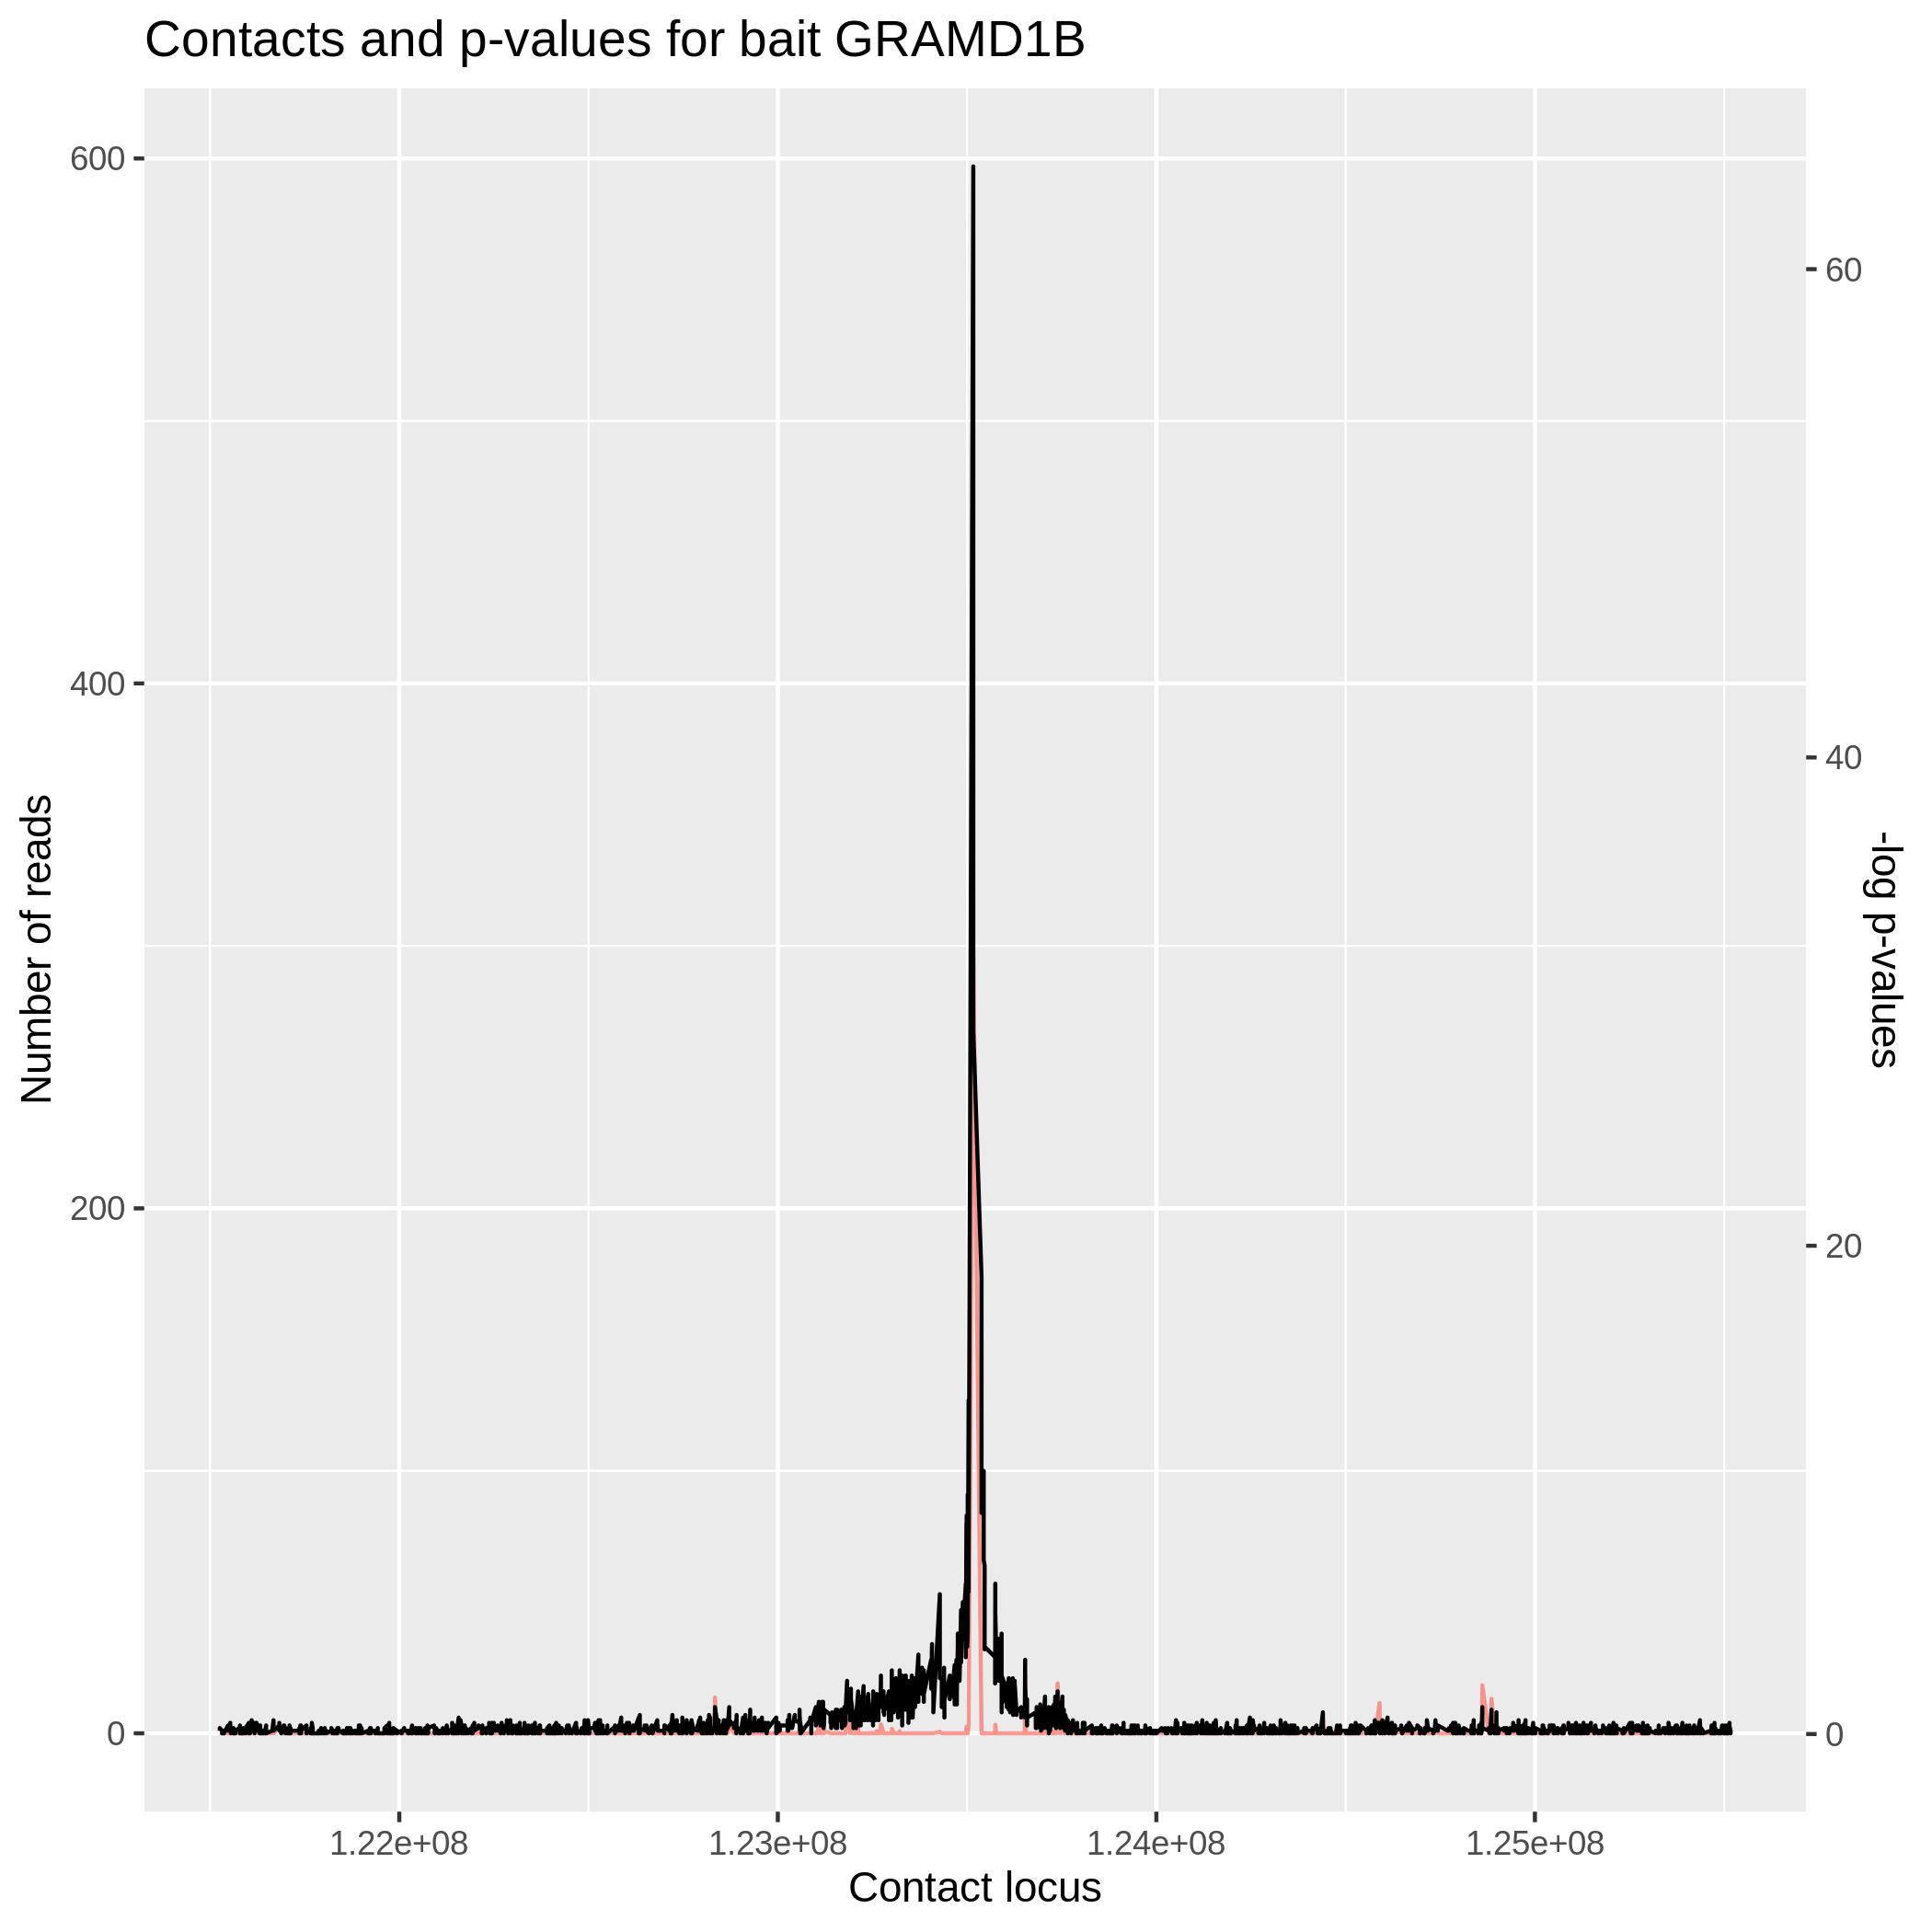 Contacts and p-values for bait GRAMD1B
600
400
200
0
Number of reads
60
40
20
0
-log p-values
1.22e+08
1.23e+08
1.24e+08
1.25e+08
Contact locus